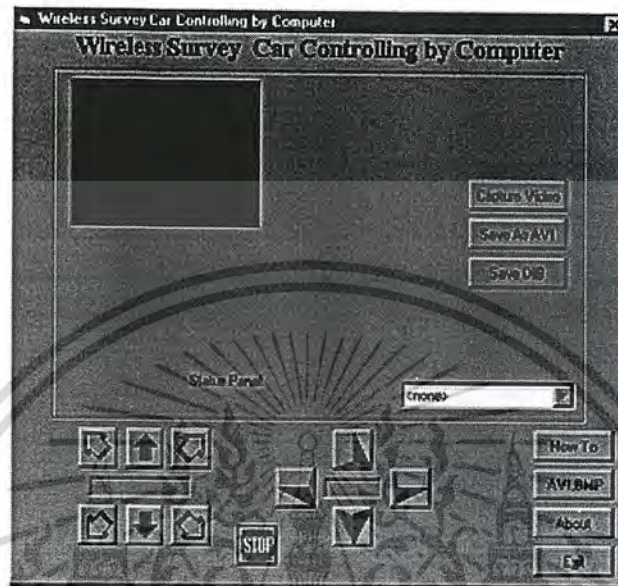 Wireless Survey Car Controlling by Computer
Wireless Survey Car Controlling by Computer
Capture Video
Save As AVI
Save DIB
Status Panel
<none>
How To
AVI,BMP
About
STOP
Exit